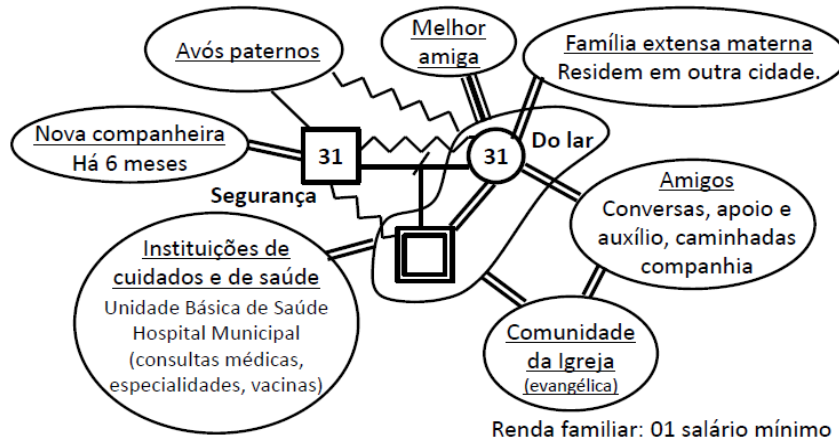 Avós paternos
Melhor
amiga
Família extensa materna
Residem em outra cidade.
Nova companheira
Há 6 meses
31
31
Do lar
Segurança
Amigos
Conversas, apoio e
auxílio, caminhadas
companhia
Instituições de
cuidados e de saúde
Unidade Básica de Saúde
Hospital Municipal
(consultas médicas,
especialidades, vacinas)
Comunidade
da Igreja
(evangélica)
Renda familiar: 01 salário mínimo